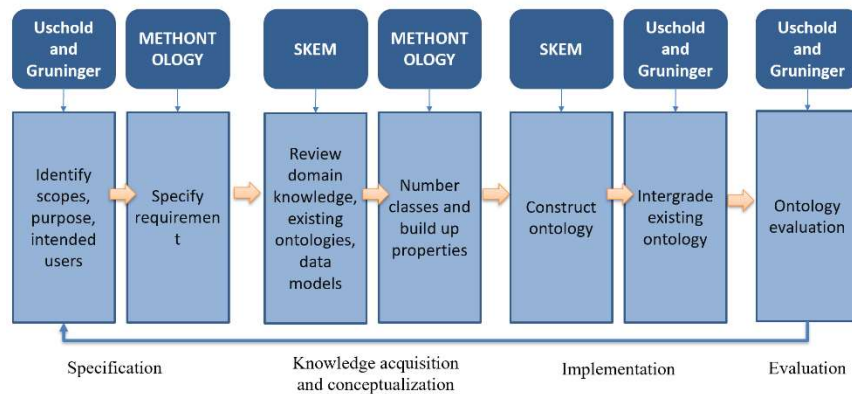 Uschold
and
Gruninger
METHONT
OLOGY
SKEM
METHONT
OLOGY
SKEM
Uschold
and
Gruninger
Uschold
and
Gruninger
Identify
scopes,
purpose,
intended
users
Specify
requiremen
t
Review
domain
knowledge,
existing
ontologies,
data
models
Number
classes and
build up
properties
Construct
ontology
Intergrade
existing
ontology
Ontology
evaluation
Specification
Knowledge acquisition
and conceptualization
Implementation
Evaluation